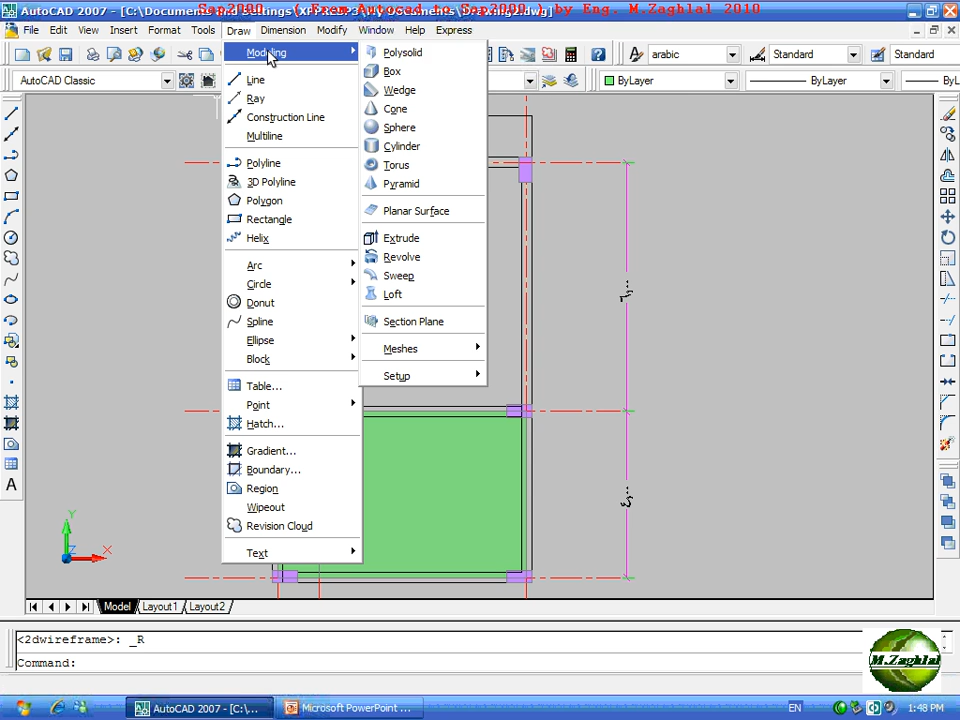 AutoCAD 2007 - [C:\Documents
Sap2000 ( From Autocad to Sap2000 ) by Eng. M.Zaghlal 2010
File Edit View Insert Format Tools Draw Dimension Modify Window Help Express
arabic Standard Standard
AutoCAD Classic ByLayer ByLayer
Modeling
Line
Ray
Construction Line
Multiline
Polyline
3D Polyline
Polygon
Rectangle
Helix
Arc
Circle
Donut
Spline
Ellipse
Block
Table...
Point
Hatch...
Gradient...
Boundary...
Region
Wipeout
Revision Cloud
Text
Polysolid
Box
Wedge
Cone
Sphere
Cylinder
Torus
Pyramid
Planar Surface
Extrude
Revolve
Sweep
Loft
Section Plane
Meshes
Setup
Y
Z X
Model Layout1 Layout2
<2dwireframe>: _R
Command:
M.Zaghlal
AutoCAD 2007 - [C:\... Microsoft PowerPoint ... EN 1:48 PM